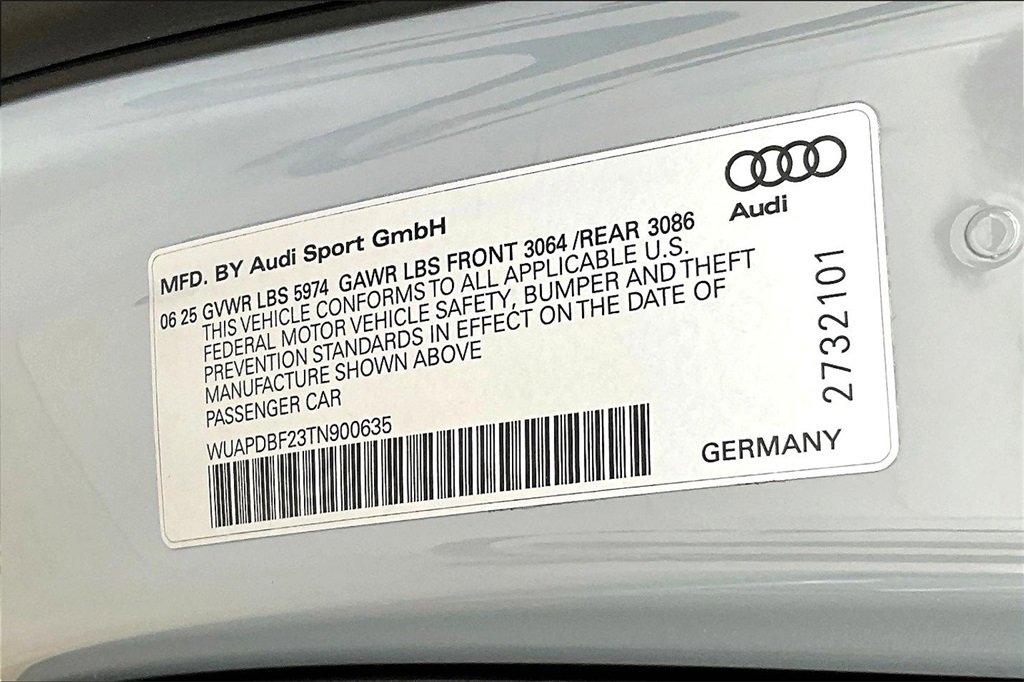 Audi
MFD. BY Audi Sport GmbH
06 25 GVWR LBS 5974 GAWR LBS FRONT 3064 /REAR 3086
THIS VEHICLE CONFORMS TO ALL APPLICABLE U.S.
FEDERAL MOTOR VEHICLE SAFETY, BUMPER AND THEFT
PREVENTION STANDARDS IN EFFECT ON THE DATE OF
MANUFACTURE SHOWN ABOVE
PASSENGER CAR
WUAPDBF23TN900635
GERMANY
2732101